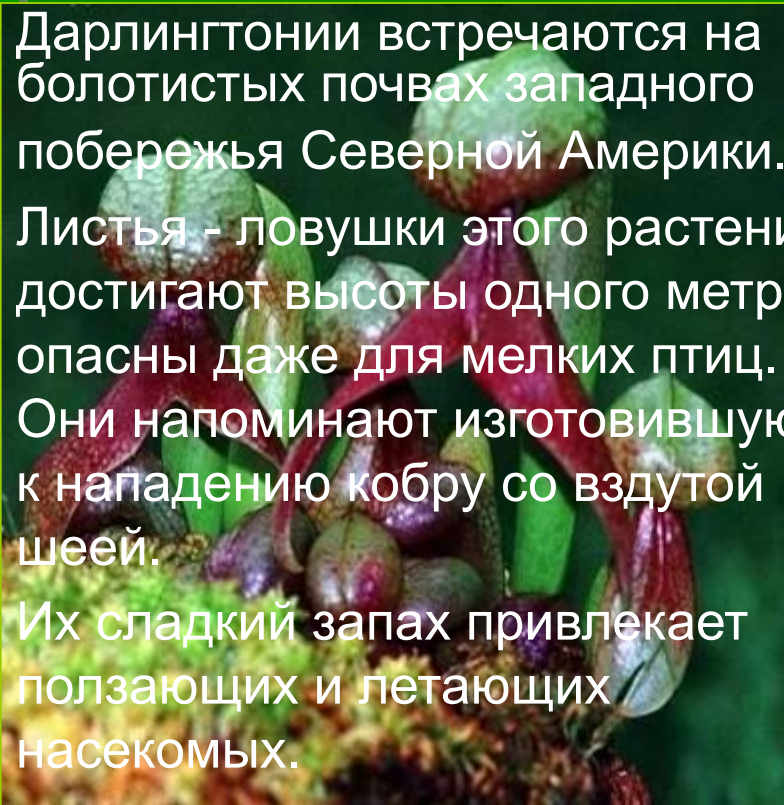 Дарлингтонии встречаются на
болотистых почвах западного
побережья Северной Америки.
Листья - ловушки этого растени
достигают высоты одного метр
опасны даже для мелких птиц.
Они напоминают изготовившую
к нападению кобру со вздутой
шеей.
Их сладкий запах привлекает
ползающих и летающих
насекомых.